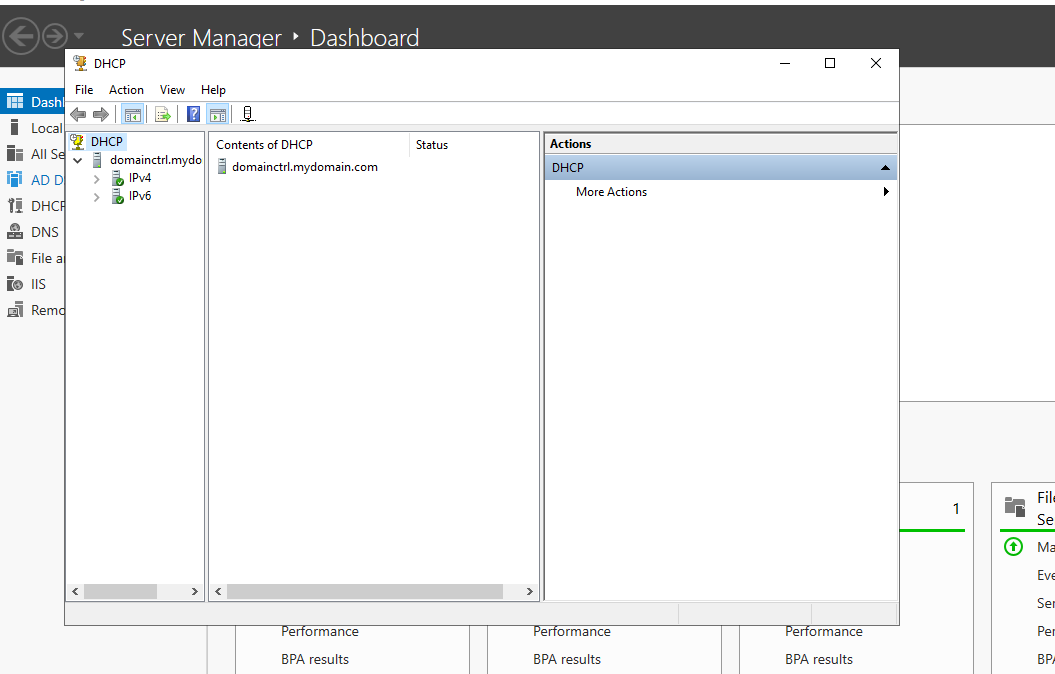 Server Manager ‣ Dashboard
DHCP
File Action View Help
Dashl
Local
All Se
AD D
DHCP
DNS
File a
IIS
Remo
DHCP
domainctrl.mydo
IPv4
IPv6
Contents of DHCP Status
domainctrl.mydomain.com
Actions
DHCP
More Actions
1
File
Se
Ma
Eve
Ser
Performance Performance Performance Per
BPA results BPA results BPA results BPA